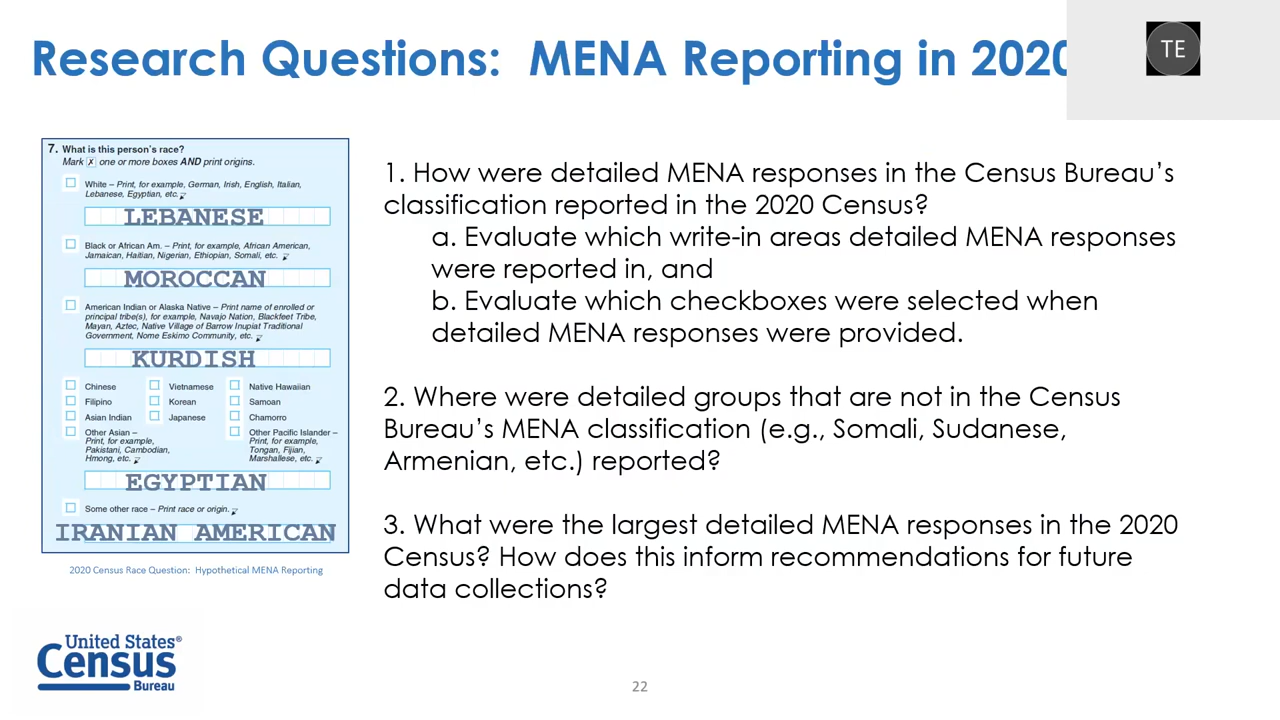 Research Questions:  MENA Reporting in 2020
TE
7. What is this person's race?
Mark X one or more boxes AND print origins.
White – Print, for example, German, Irish, English, Italian,
Lebanese, Egyptian, etc.
LEBANESE
Black or African Am. – Print, for example, African American,
Jamaican, Haitian, Nigerian, Ethiopian, Somali, etc.
MOROCCAN
American Indian or Alaska Native – Print name of enrolled or
principal tribe(s), for example, Navajo Nation, Blackfeet Tribe,
Mayan, Aztec, Native Village of Barrow Inupiat Traditional
Government, Nome Eskimo Community, etc.
KURDISH
Chinese
Vietnamese
Native Hawaiian
Filipino
Korean
Samoan
Asian Indian
Japanese
Chamorro
Other Asian –
Print, for example,
Pakistani, Cambodian,
Hmong, etc.
Other Pacific Islander –
Print, for example,
Tongan, Fijian,
Marshallese, etc.
EGYPTIAN
Some other race – Print race or origin.
IRANIAN AMERICAN
2020 Census Race Question:  Hypothetical MENA Reporting
1. How were detailed MENA responses in the Census Bureau's
classification reported in the 2020 Census?
a. Evaluate which write-in areas detailed MENA responses
were reported in, and
b. Evaluate which checkboxes were selected when
detailed MENA responses were provided.
2. Where were detailed groups that are not in the Census
Bureau's MENA classification (e.g., Somali, Sudanese,
Armenian, etc.) reported?
3. What were the largest detailed MENA responses in the 2020
Census? How does this inform recommendations for future
data collections?
United States®
Census
Bureau
22